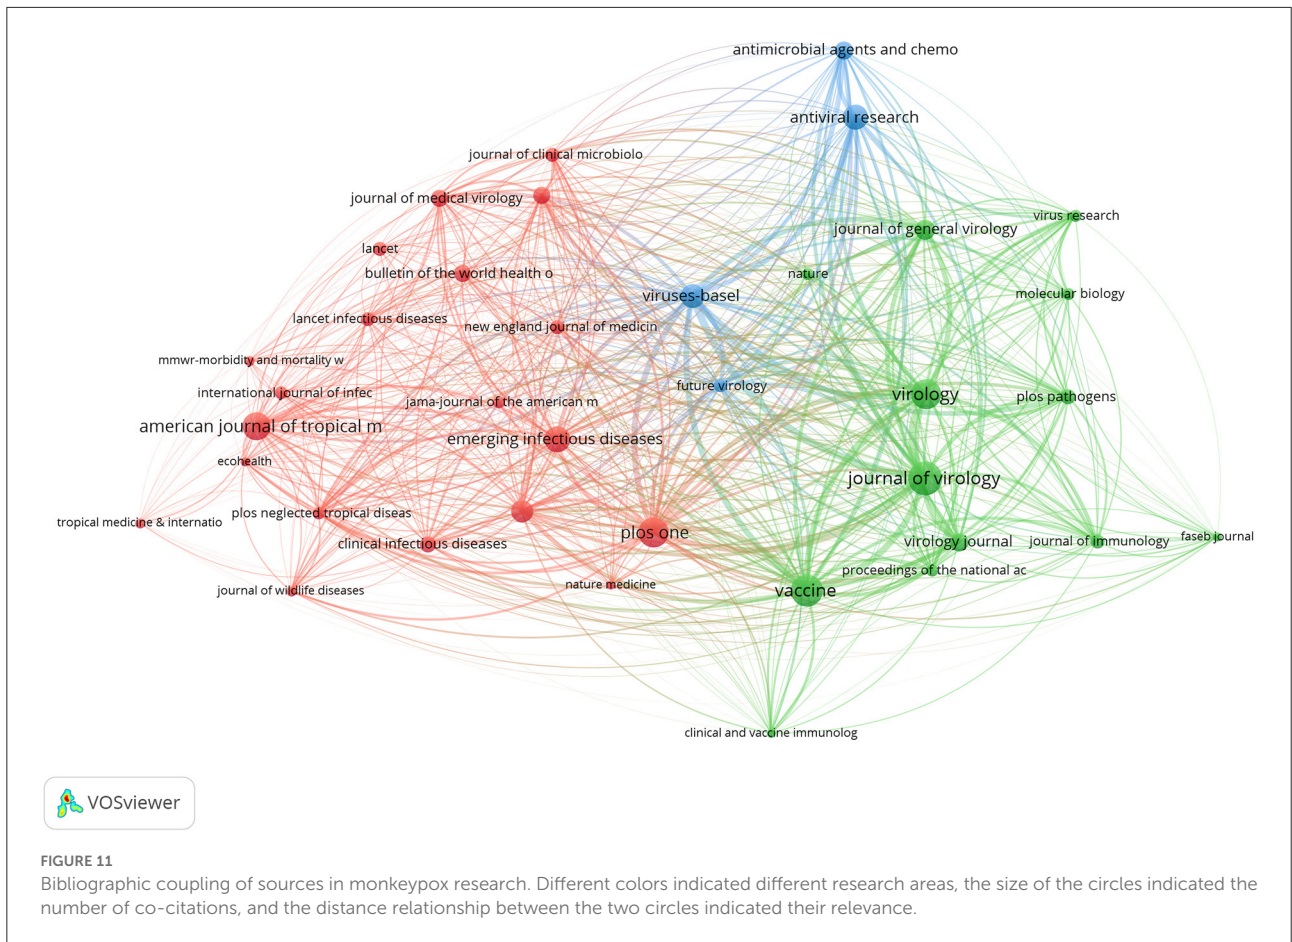 antimicrobial agents and chemo
antiviral research
journal of clinical microbiolo
journal of medical virology
virus research
journal of general virology
lancet
bulletin of the world health o
nature
viruses-basel
molecular biology
lancet infectious diseases
new england journal of medicin
mmwr-morbidity and mortality w
future virology
international journal of infec
virology
plos pathogens
jama-journal of the american m
american journal of tropical m
emerging infectious diseases
ecohealth
journal of virology
plos neglected tropical diseas
tropical medicine & internatio
plos one
faseb journal
clinical infectious diseases
virology journal
journal of immunology
proceedings of the national ac
nature medicine
journal of wildlife diseases
vaccine
clinical and vaccine immunolog
VOSviewer
FIGURE 11
Bibliographic coupling of sources in monkeypox research. Different colors indicated different research areas, the size of the circles indicated the
number of co-citations, and the distance relationship between the two circles indicated their relevance.